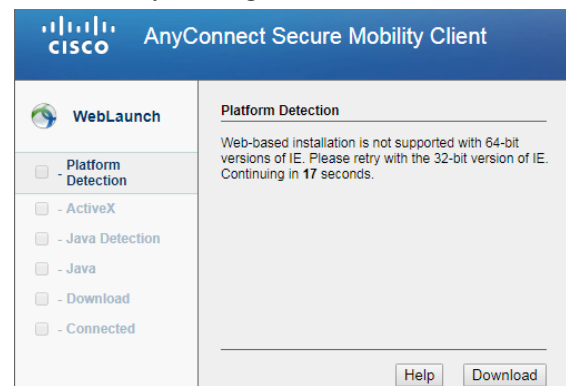 CISCO AnyConnect Secure Mobility Client
WebLaunch
- Platform
Detection
- ActiveX
- Java Detection
- Java
- Download
- Connected
Platform Detection
Web-based installation is not supported with 64-bit
versions of IE. Please retry with the 32-bit version of IE.
Continuing in 17 seconds.
Help Download